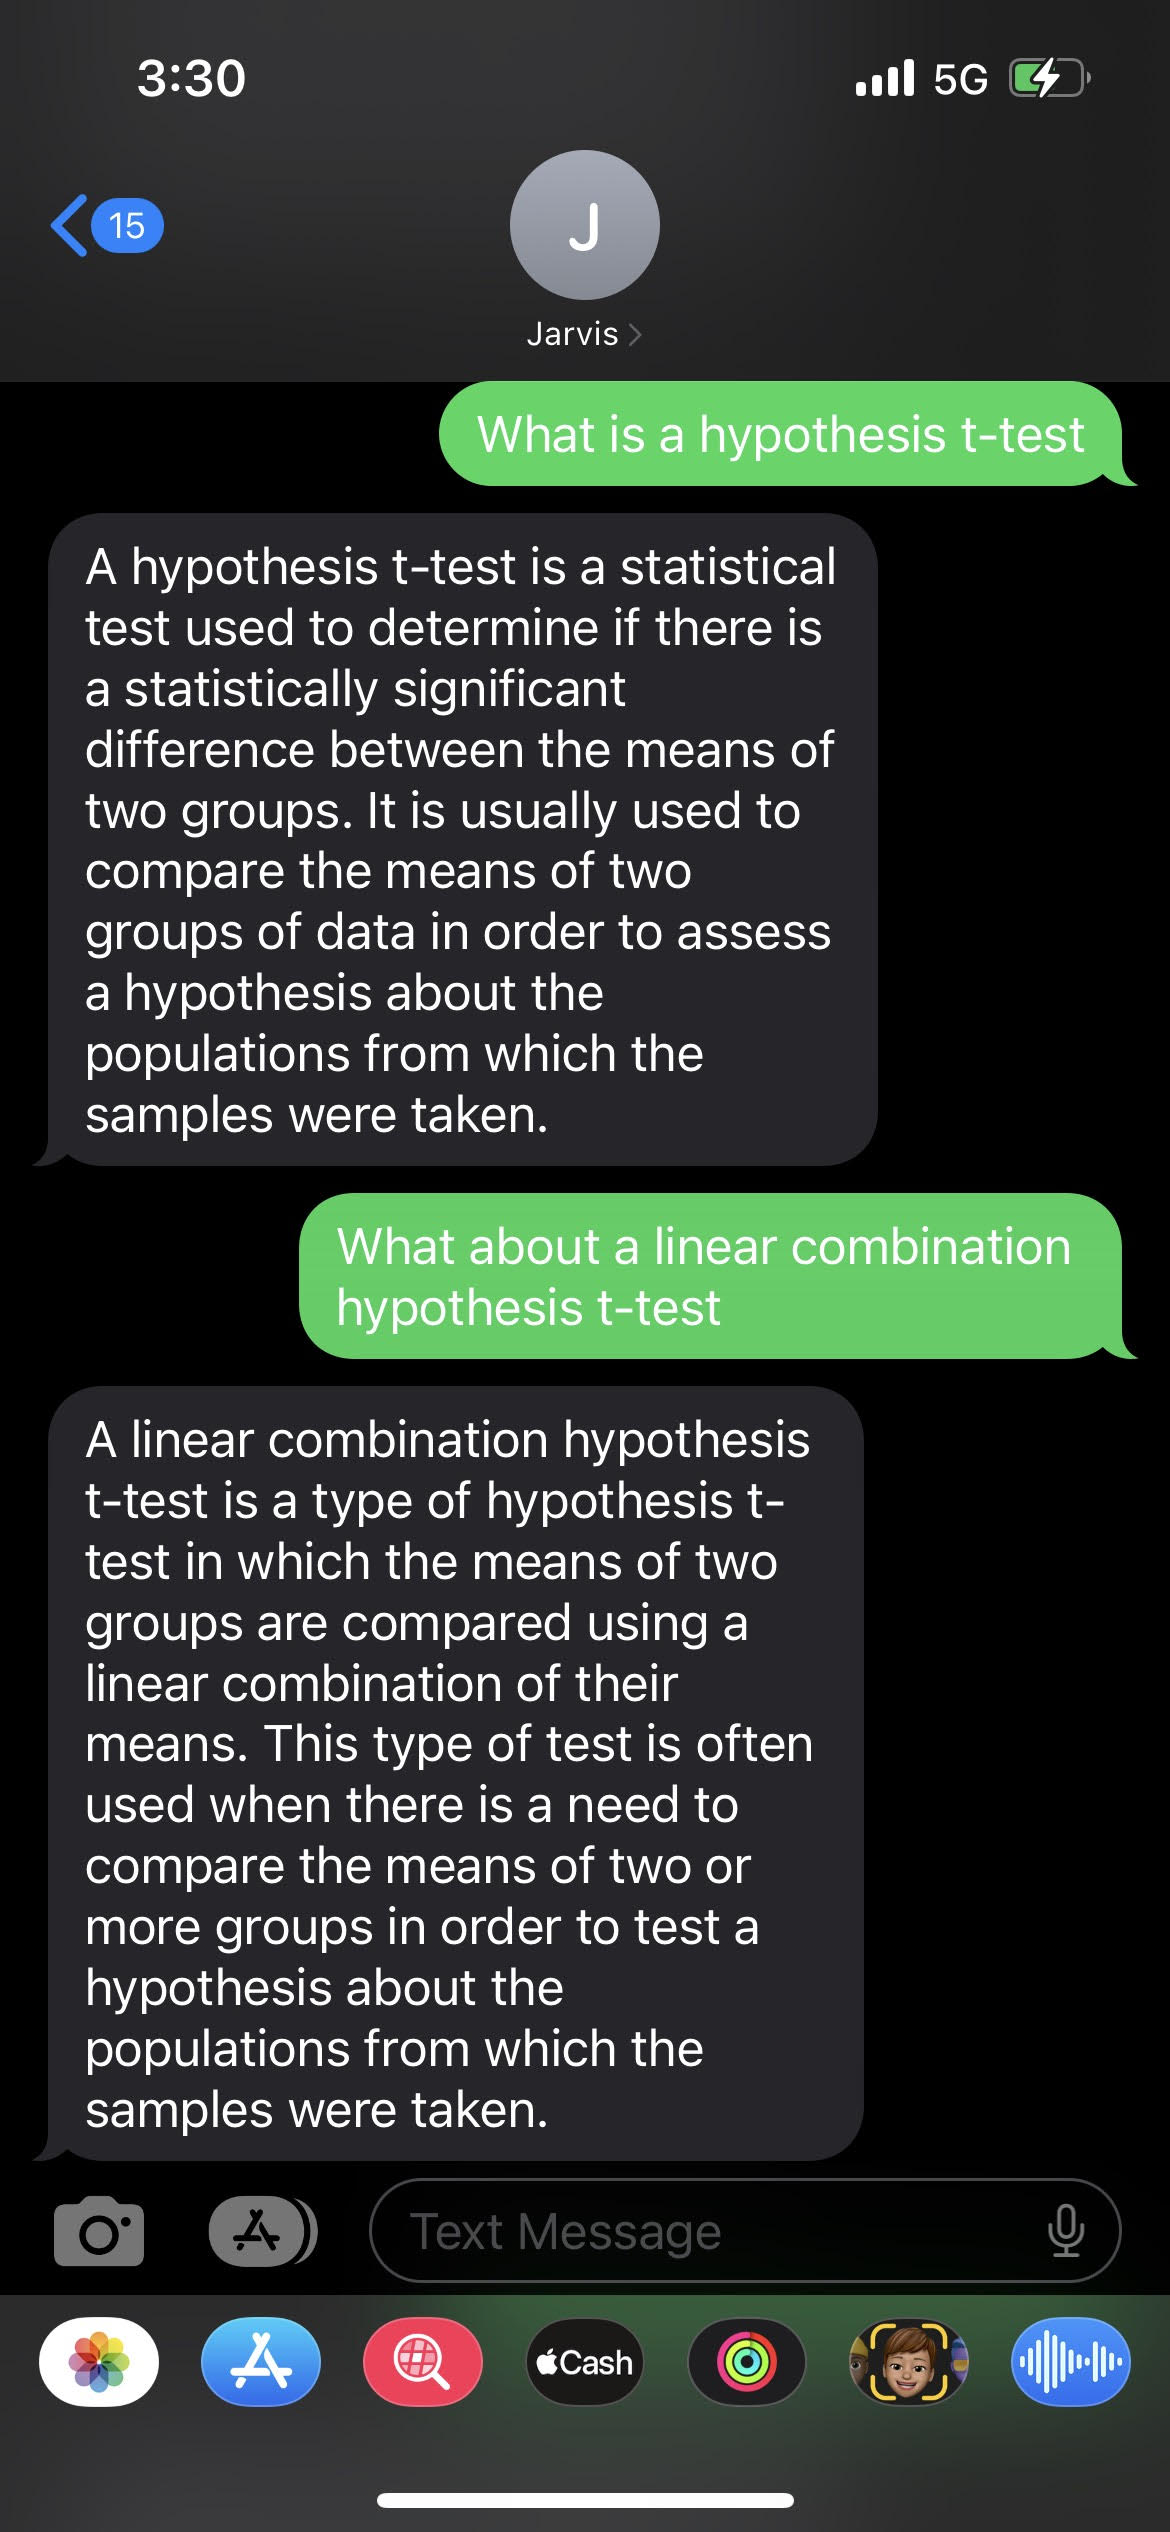 3:30
5G
15
J
Jarvis
What is a hypothesis t-test
A hypothesis t-test is a statistical
test used to determine if there is
a statistically significant
difference between the means of
two groups. It is usually used to
compare the means of two
groups of data in order to assess
a hypothesis about the
populations from which the
samples were taken.
What about a linear combination
hypothesis t-test
A linear combination hypothesis
t-test is a type of hypothesis t-
test in which the means of two
groups are compared using a
linear combination of their
means. This type of test is often
used when there is a need to
compare the means of two or
more groups in order to test a
hypothesis about the
populations from which the
samples were taken.
Text Message
Cash